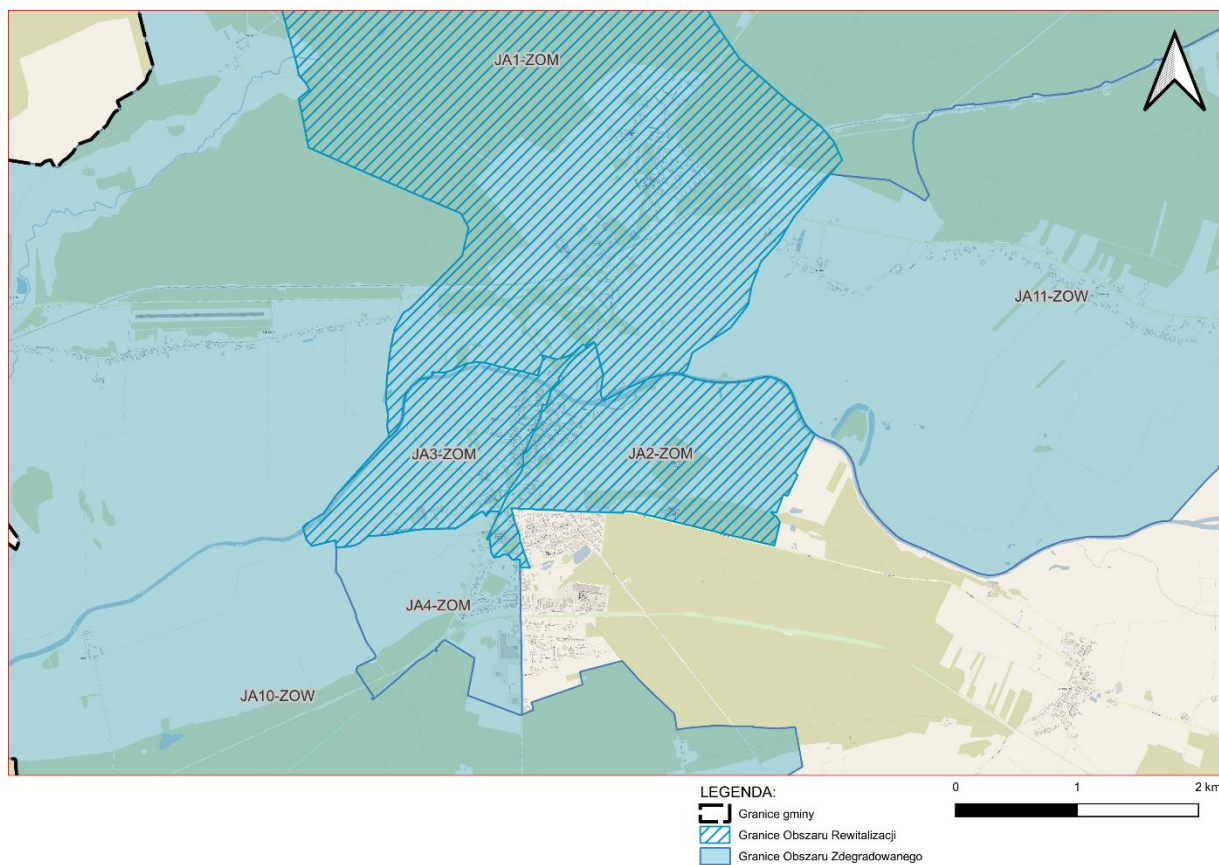 JA1-ZOM
JA11-ZOW
JA3-ZOM
JA2-ZOM
JA4-ZOM
JA10-ZOW
LEGENDA:
Granice gminy
Granice Obszaru Rewitalizacji
Granice Obszaru Zdegradowanego
0 1 2 km